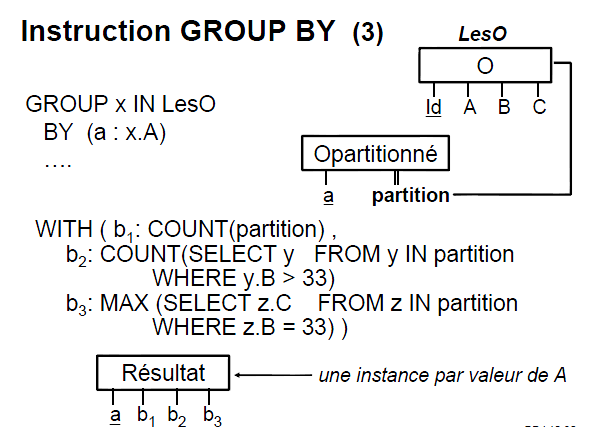 Instruction GROUP BY (3)
LesO
O
Id A B C
GROUP x IN LesO
BY (a : x.A)
....
Opartitionné
a partition
WITH ( b1: COUNT(partition) ,
b2: COUNT(SELECT y FROM y IN partition
WHERE y.B > 33)
b3: MAX (SELECT z.C FROM z IN partition
WHERE z.B = 33) )
Résultat
une instance par valeur de A
a b1 b2 b3